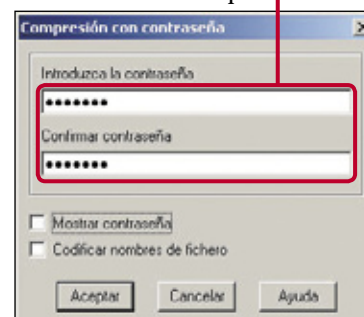 Compresión con contraseña
Introduzca la contraseña
•••••••
Confirmar contraseña
•••••••
Mostrar contraseña
Codificar nombres de fichero
Aceptar Cancelar Ayuda